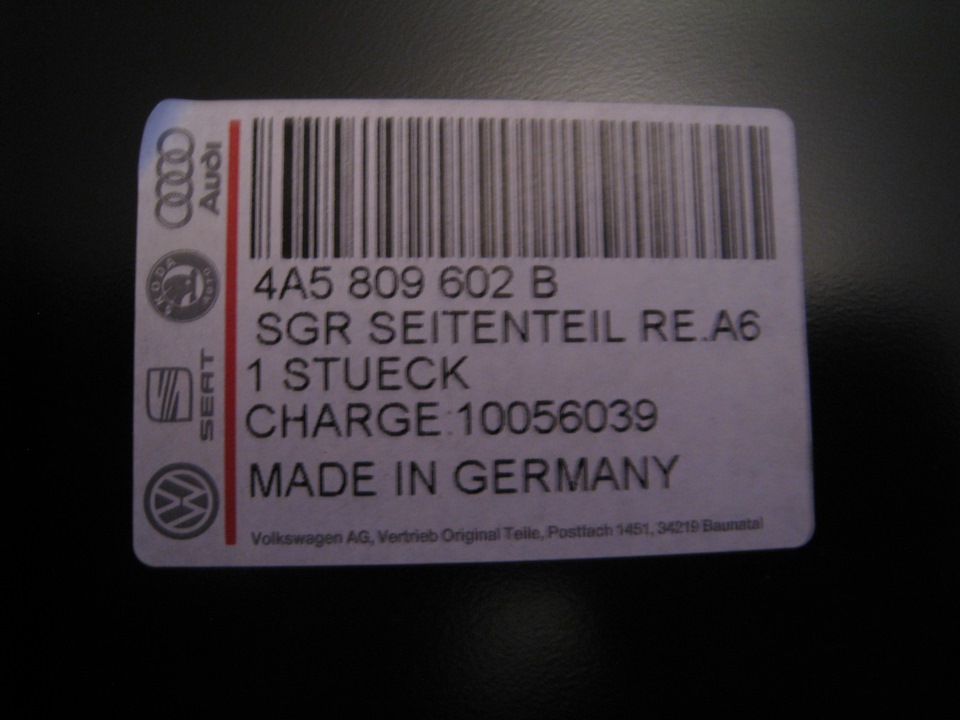 4A5 809 602 B
SGR SEITENTEIL RE.A6
1 STUECK
CHARGE:10056039
MADE IN GERMANY
Volkswagen AG, Vertrieb Original Teile, Postfach 1451, 34219 Baunatal
Audi
SKODA
SEAT